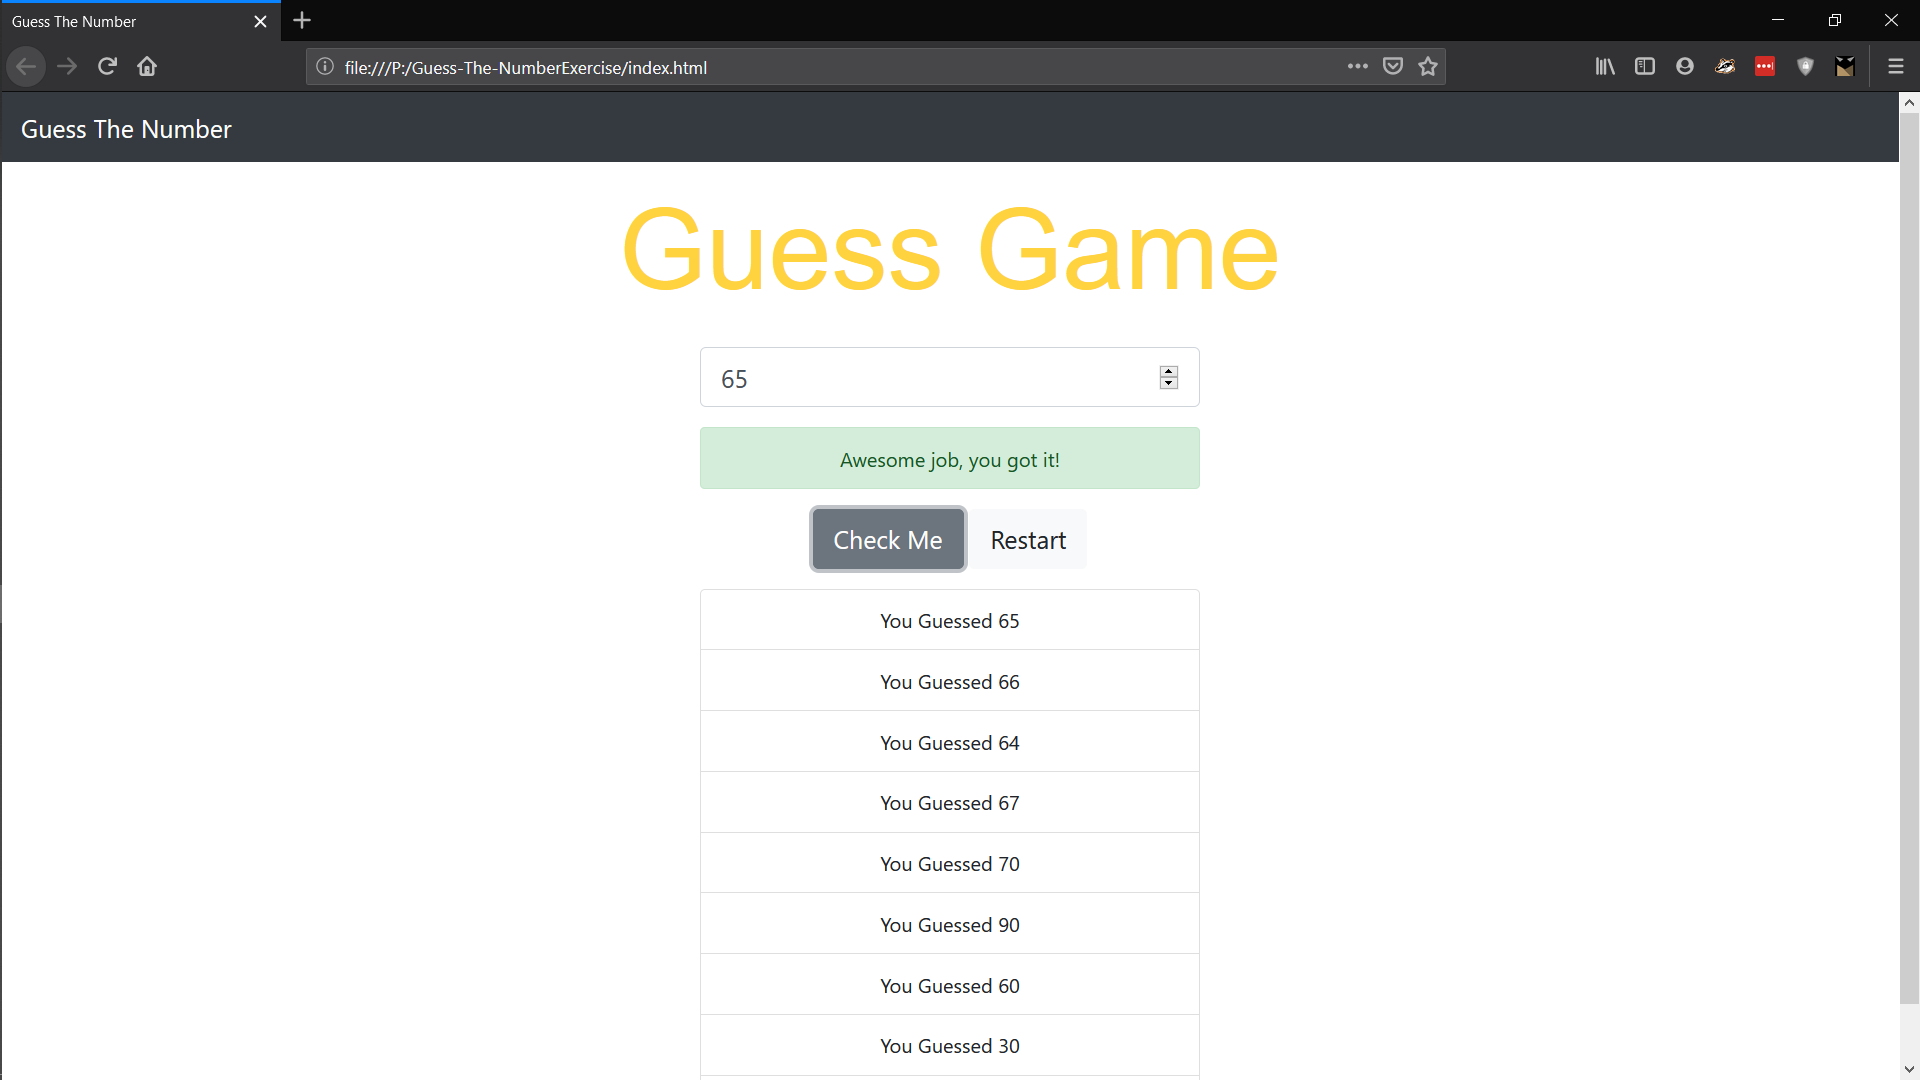 Guess The Number
file:///P:/Guess-The-NumberExercise/index.html
Guess The Number
Guess Game
65
Awesome job, you got it!
Check Me
Restart
You Guessed 65
You Guessed 66
You Guessed 64
You Guessed 67
You Guessed 70
You Guessed 90
You Guessed 60
You Guessed 30